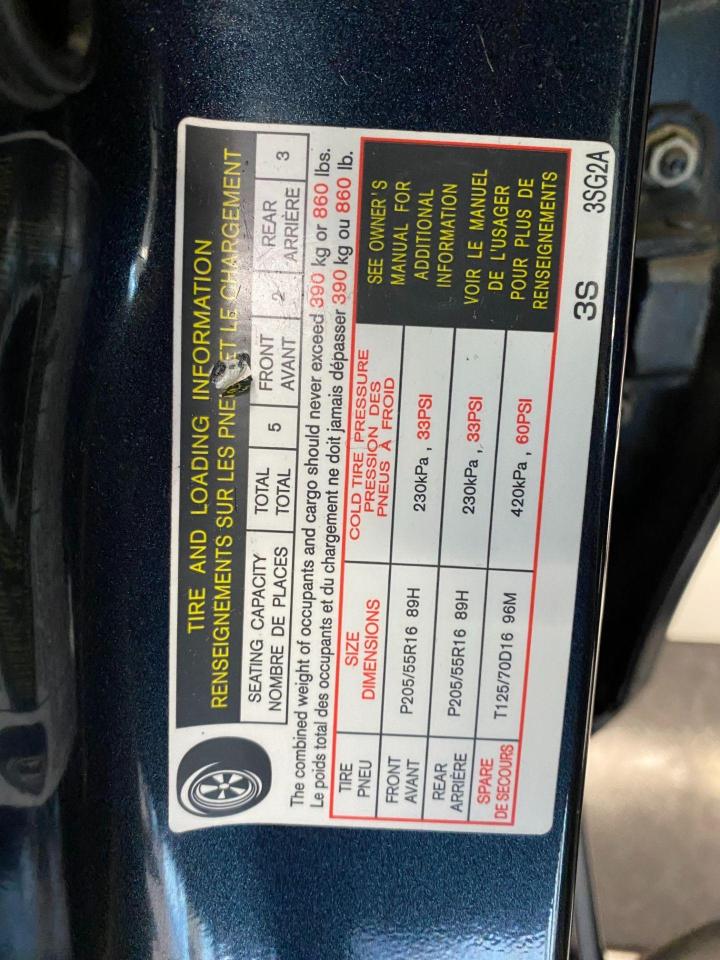 TIRE AND LOADING INFORMATION
RENSEIGNEMENTS SUR LES ET LE CHARGEMENT
SEATING CAPACITY TOTAL 5 FRONT 2 REAR 3
NOMBRE DE PLACES TOTAL AVANT ARRIÈRE
The combined weight of occupants and cargo should never exceed 390 kg or 860 lbs.
Le poids total des occupants et du chargement ne doit jamais dépasser 390 kg ou 860 lb.
TIRE SIZE COLD TIRE PRESSURE
PNEU DIMENSIONS PRESSION DES
PNEUS À FROID
FRONT P205/55R16 89H 230kPa , 33PSI
AVANT
REAR P205/55R16 89H 230kPa , 33PSI
ARRIÈRE
SPARE T125/70D16 96M 420kPa , 60PSI
DE SECOURS
SEE OWNER'S
MANUAL FOR
ADDITIONAL
INFORMATION
VOIR LE MANUEL
DE L'USAGER
POUR PLUS DE
RENSEIGNEMENTS
3S 3SG2A